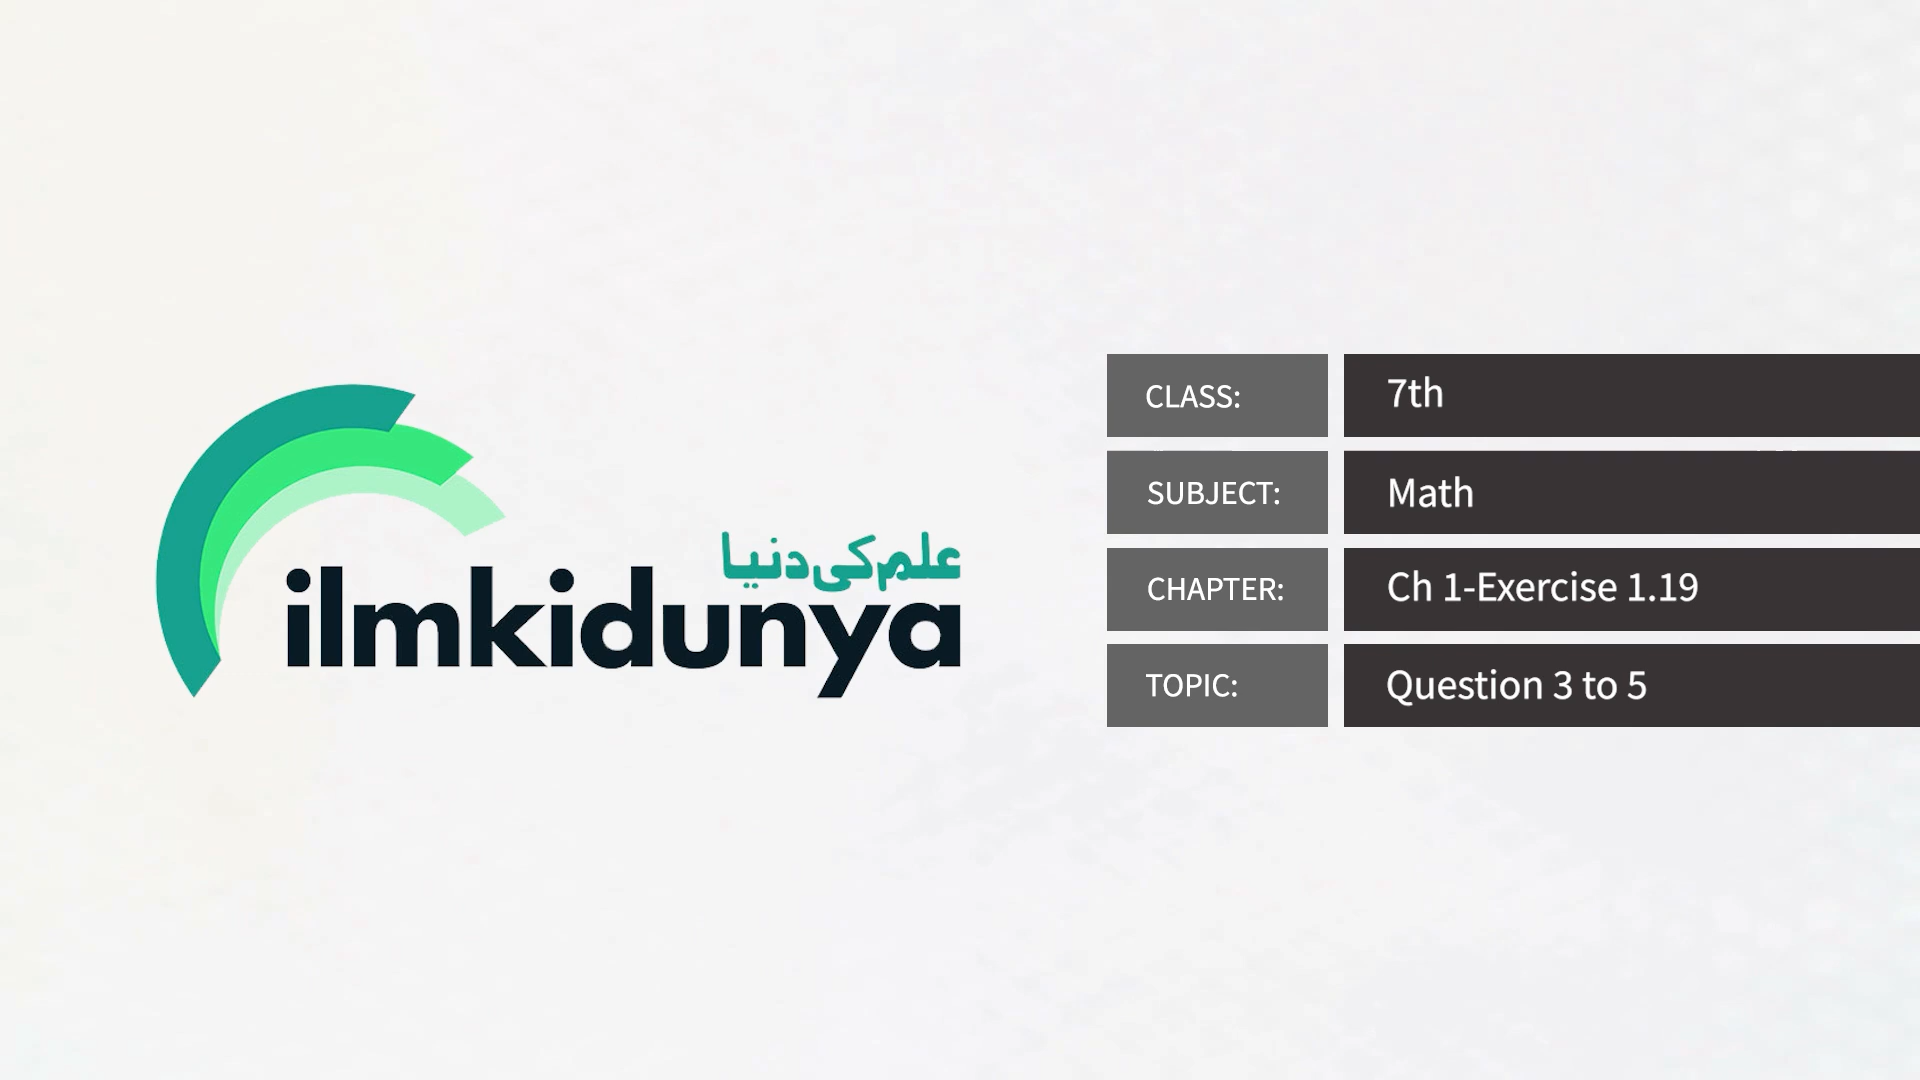 علم کی دنیا
ilmkidunya
CLASS: 7th
SUBJECT: Math
CHAPTER: Ch 1-Exercise 1.19
TOPIC: Question 3 to 5